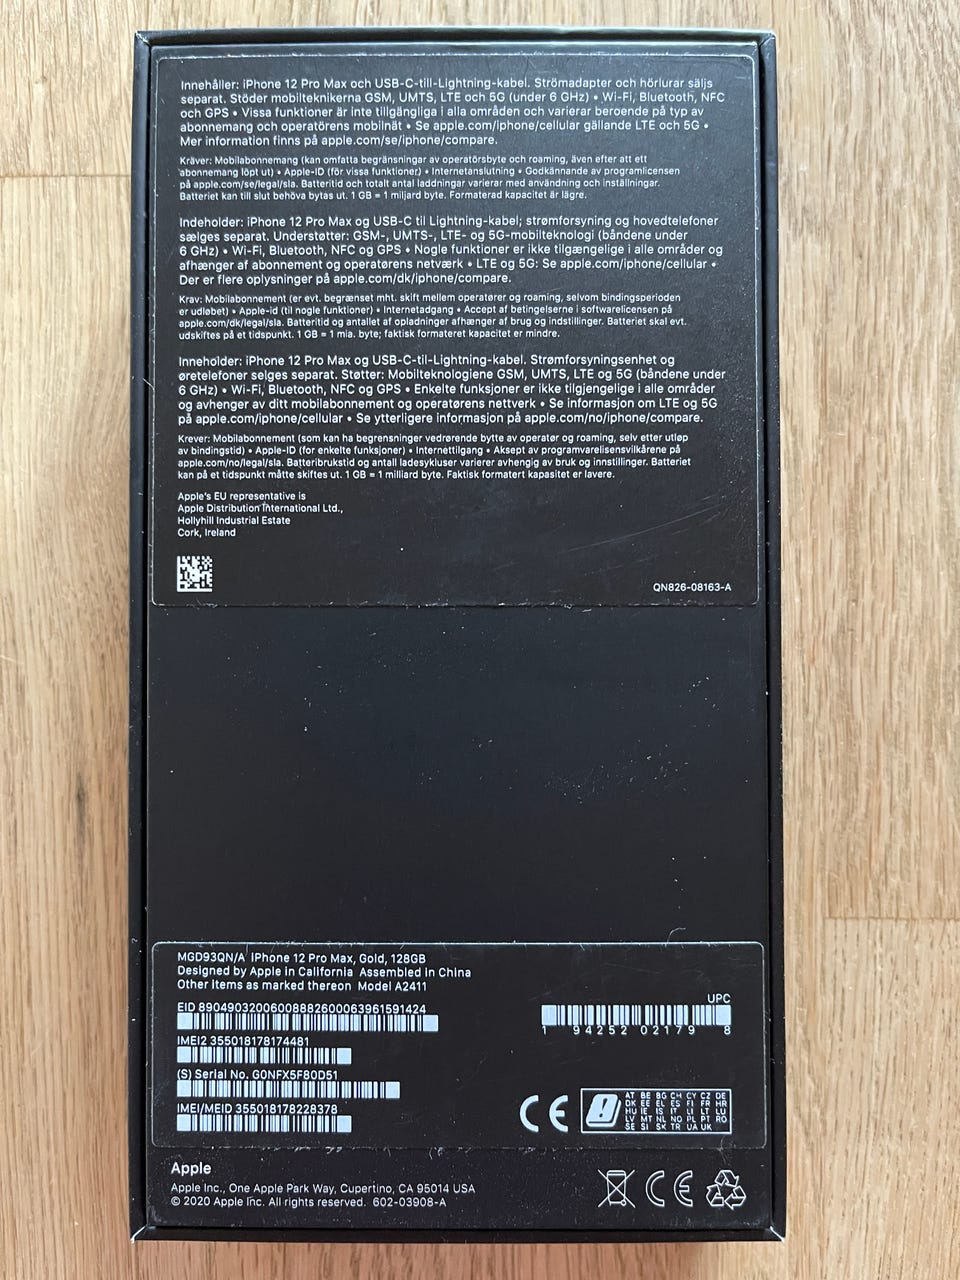 Innehåller: iPhone 12 Pro Max och USB-C-till-Lightning-kabel. Strömadapter och hörlurar säljs
separat. Stöder mobilteknikerna GSM, UMTS, LTE och 5G (under 6 GHz) • Wi-Fi, Bluetooth, NFC
och GPS • Vissa funktioner är inte tillgängliga i alla områden och varierar beroende på typ av
abonnemang och operatörens mobilnät • Se apple.com/iphone/cellular gällande LTE och 5G •
Mer information finns på apple.com/se/iphone/compare.
Kräver: Mobilabonnemang (kan omfatta begränsningar av operatörsbyte och roaming, även efter att ett
abonnemang löpt ut) • Apple-ID (för vissa funktioner) • Internetanslutning • Godkännande av programlicensen
på apple.com/se/legal/sla. Batteritid och totalt antal laddningar varierar med användning och inställningar.
Batteriet kan till slut behöva bytas ut. 1 GB = 1 miljard byte. Formaterad kapacitet är lägre.
Indeholder: iPhone 12 Pro Max og USB-C til Lightning-kabel; strømforsyning og hovedtelefoner
sælges separat. Understøtter: GSM-, UMTS-, LTE- og 5G-mobilteknologi (båndene under
6 GHz) • Wi-Fi, Bluetooth, NFC og GPS • Nogle funktioner er ikke tilgængelige i alle områder og
afhænger af abonnement og operatørens netværk • LTE og 5G: Se apple.com/iphone/cellular •
Der er flere oplysninger på apple.com/dk/iphone/compare.
Krav: Mobilabonnement (er evt. begrænset mht. skift mellem operatører og roaming, selvom bindingsperioden
er udløbet) • Apple-id (til nogle funktioner) • Internetadgang • Accept af betingelserne i softwarelicensen på
apple.com/dk/legal/sla. Batteritid og antallet af opladninger afhænger af brug og indstillinger. Batteriet skal evt.
udskiftes på et tidspunkt. 1 GB = 1 mia. byte; faktisk formateret kapacitet er mindre.
Inneholder: iPhone 12 Pro Max og USB-C-til-Lightning-kabel. Strømforsyningsenhet og
øretelefoner selges separat. Støtter: Mobilteknologiene GSM, UMTS, LTE og 5G (båndene under
6 GHz) • Wi-Fi, Bluetooth, NFC og GPS • Enkelte funksjoner er ikke tilgjengelige i alle områder
og avhenger av ditt mobilabonnement og operatørens nettverk • Se informasjon om LTE og 5G
på apple.com/iphone/cellular • Se ytterligere informasjon på apple.com/no/iphone/compare.
Krever: Mobilabonnement (som kan ha begrensninger vedrørende bytte av operatør og roaming, selv etter utløp
av bindingstid) • Apple-ID (for enkelte funksjoner) • Internettilgang • Aksept av programvarelisensvilkårene på
apple.com/no/legal/sla. Batteribrukstid og antall ladesykluser varierer avhengig av bruk og innstillinger. Batteriet
kan på et tidspunkt måtte skiftes ut. 1 GB = 1 milliard byte. Faktisk formatert kapasitet er lavere.
Apple's EU representative is
Apple Distribution International Ltd.,
Hollyhill Industrial Estate
Cork, Ireland
QN826-08163-A
MGD93QN/A iPhone 12 Pro Max, Gold, 128GB
Designed by Apple in California Assembled in China
Other items as marked thereon Model A2411
EID 89049032006008882600063961591424
UPC
1 94252 02179 8
IMEI2 355018178174481
(S) Serial No. G0NFX5F80D51
IMEI/MEID 355018178228378
CE
AT BE BG CH CY CZ DE
DK EE EL ES FI FR HR
HU IE IS IT LI LT LU
LV MT NL NO PL PT RO
SE SI SK TR UA UK
Apple
Apple Inc., One Apple Park Way, Cupertino, CA 95014 USA
© 2020 Apple Inc. All rights reserved. 602-03908-A
CE